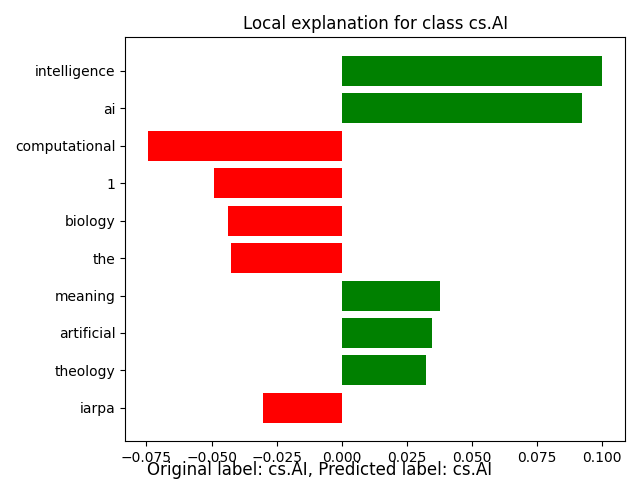 Local explanation for class cs.AI
intelligence
ai
computational
1
biology
the
meaning
artificial
theology
iarpa
−0.075 −0.050 −0.025 0.000 0.025 0.050 0.075 0.100
Original label: cs.AI, Predicted label: cs.AI